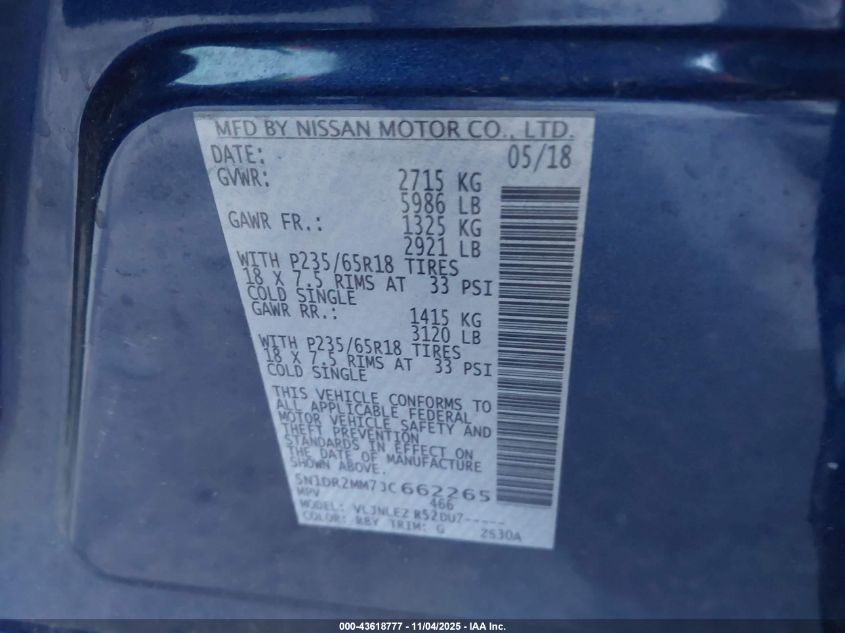 MFD BY NISSAN MOTOR CO., LTD.
DATE: 05/18
GVWR: 2715 KG
5986 LB
GAWR FR.: 1325 KG
2921 LB
WITH P235/65R18 TIRES
18 X 7.5 RIMS AT 33 PSI
COLD SINGLE
GAWR RR.: 1415 KG
3120 LB
WITH P235/65R18 TIRES
18 X 7.5 RIMS AT 33 PSI
COLD SINGLE
THIS VEHICLE CONFORMS TO
ALL APPLICABLE FEDERAL
MOTOR VEHICLE SAFETY AND
THEFT PREVENTION
STANDARDS IN EFFECT ON
THE DATE OF MANUFACTURE
SHOWN ABOVE.
5N1DR2MM7JC662265
MPV 466
MODEL: VLJNLEZ R52DU7-----
COLOR: RBY TRIM: G 2S30A
000-43618777 - 11/04/2025 - IAA Inc.